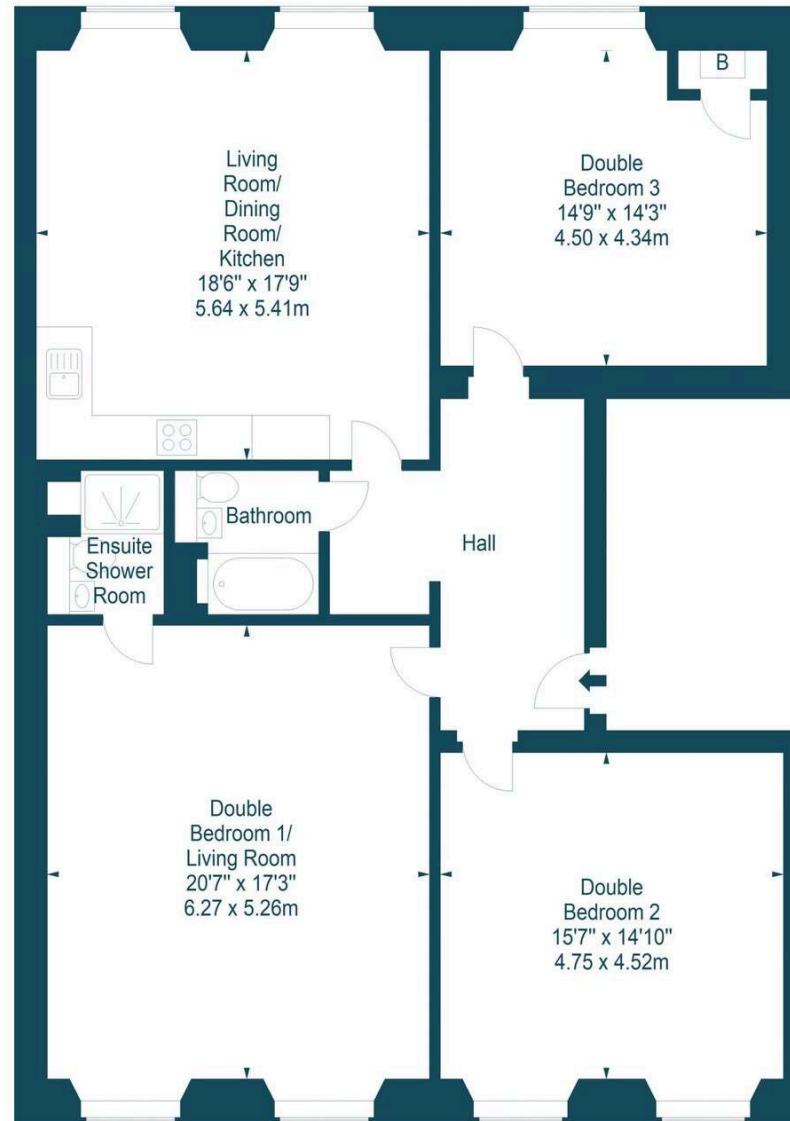 Living
Room/
Dining
Room/
Kitchen
18'6" x 17'9"
5.64 x 5.41m
B
Double
Bedroom 3
14'9" x 14'3"
4.50 x 4.34m
Ensuite
Shower
Room
Bathroom
Hall
Double
Bedroom 1/
Living Room
20'7" x 17'3"
6.27 x 5.26m
Double
Bedroom 2
15'7" x 14'10"
4.75 x 4.52m